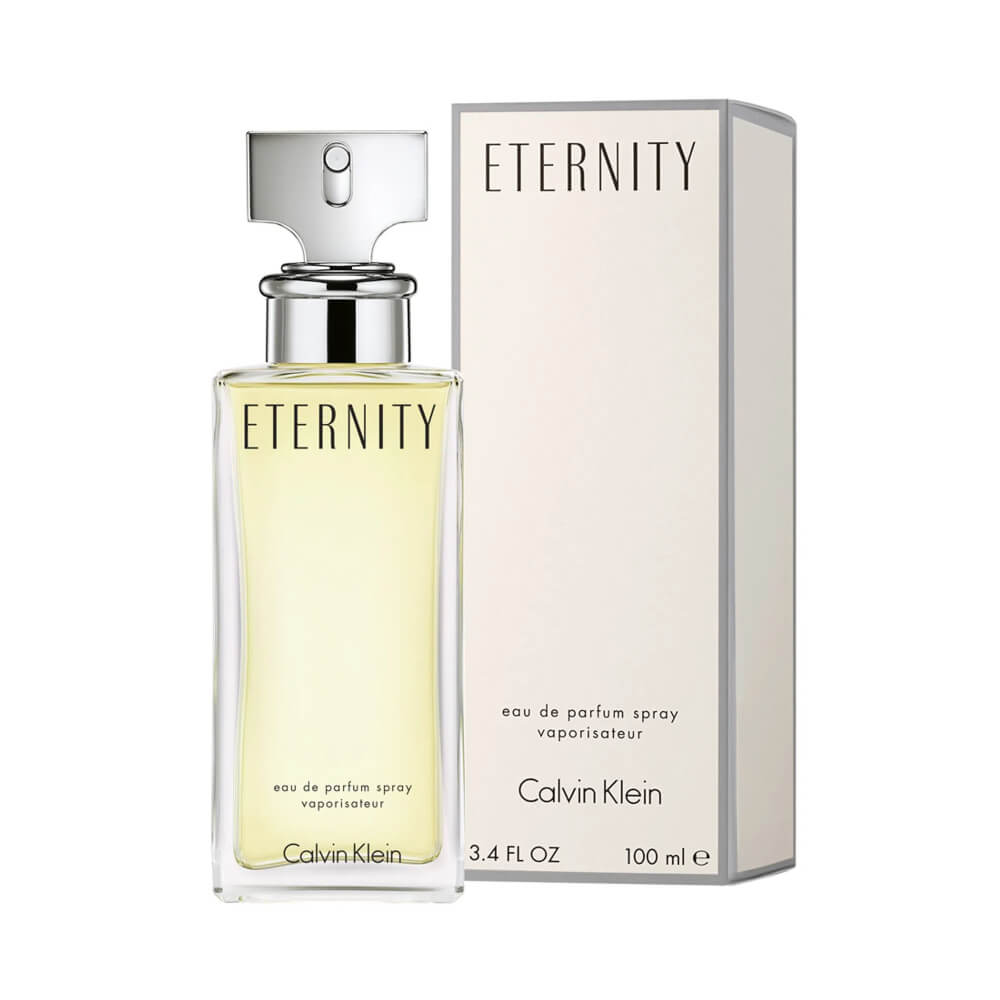 ETERNITY
eau de parfum spray
vaporisateur
Calvin Klein
ETERNITY
eau de parfum spray
vaporisateur
Calvin Klein
3.4 FL OZ 100 ml ℮